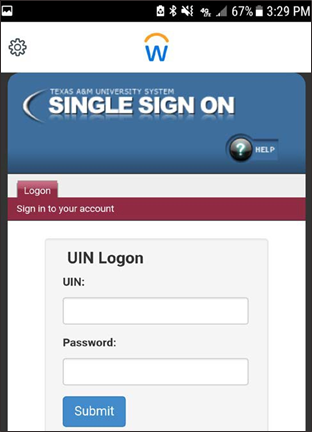 4G 67% 3:29 PM
W
TEXAS A&M UNIVERSITY SYSTEM
SINGLE SIGN ON
? HELP
Logon
Sign in to your account
UIN Logon
UIN:
Password:
Submit